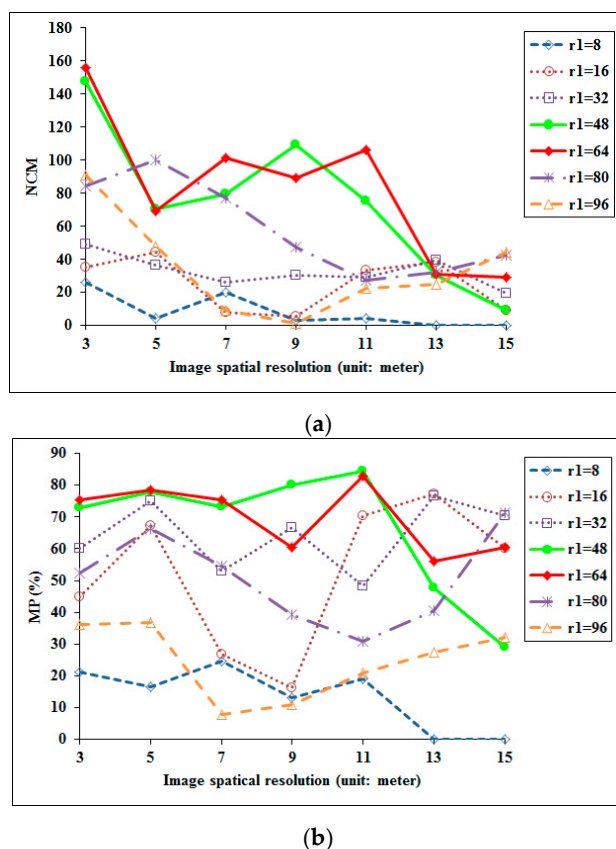 180
160
140
120
100
80
60
40
20
0
NCM
3 5 7 9 11 13 15
Image spatial resolution (unit: meter)
r1=8
r1=16
r1=32
r1=48
r1=64
r1=80
r1=96
(a)
90
80
70
60
50
40
30
20
10
0
MP (%)
3 5 7 9 11 13 15
Image spatical resolution (unit: meter)
r1=8
r1=16
r1=32
r1=48
r1=64
r1=80
r1=96
(b)